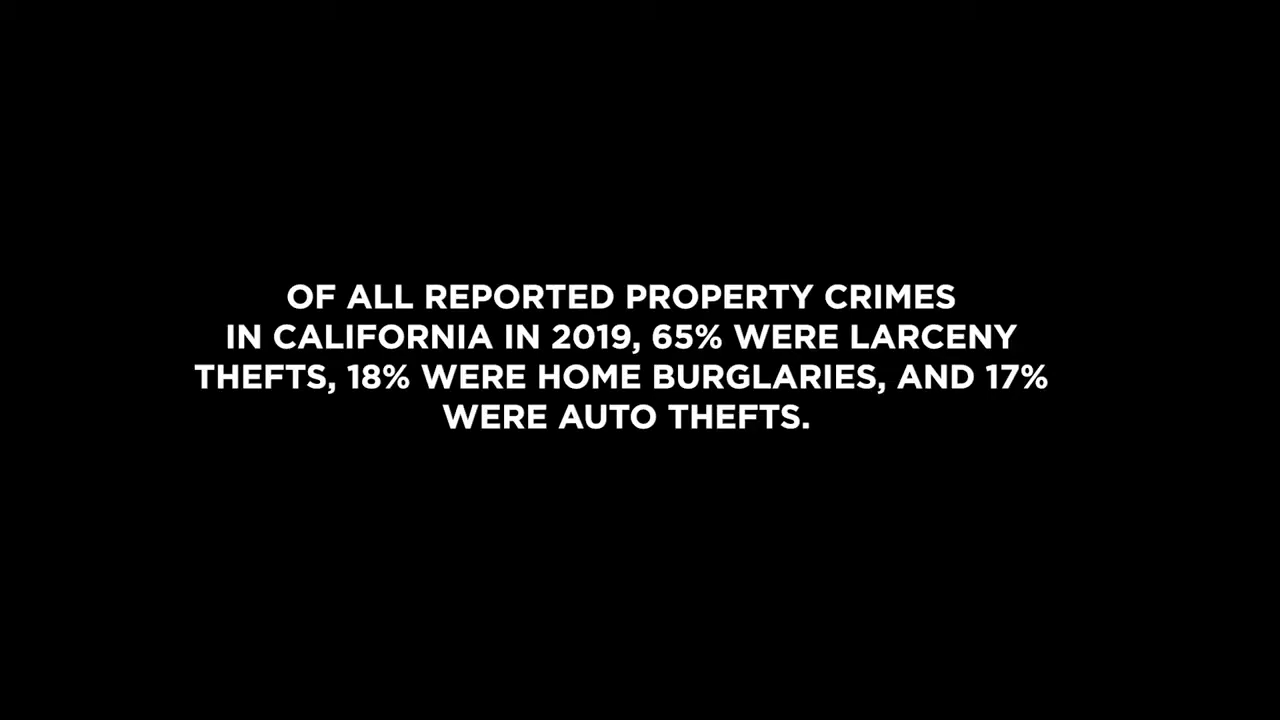 OF ALL REPORTED PROPERTY CRIMES
IN CALIFORNIA IN 2019, 65% WERE LARCENY
THEFTS, 18% WERE HOME BURGLARIES, AND 17%
WERE AUTO THEFTS.